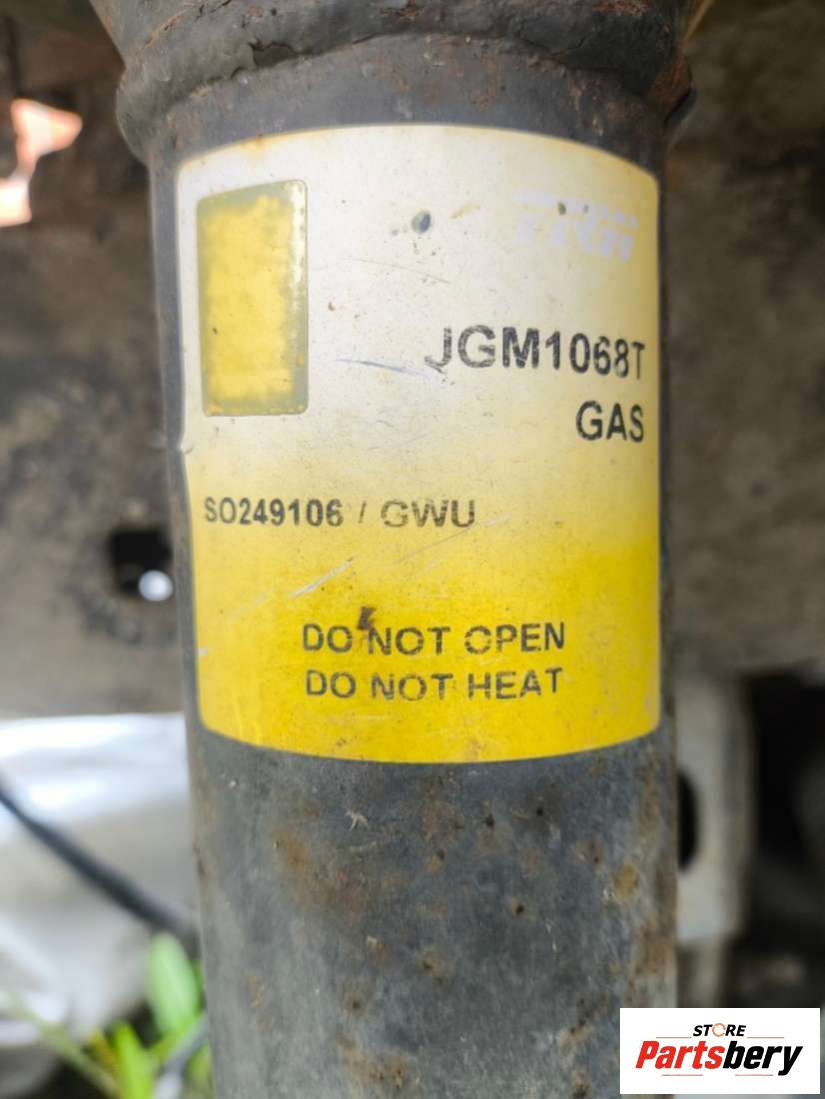 TRW
JGM1068T
GAS
SO249106 / GWU
DO NOT OPEN
DO NOT HEAT
STORE
Partsbery